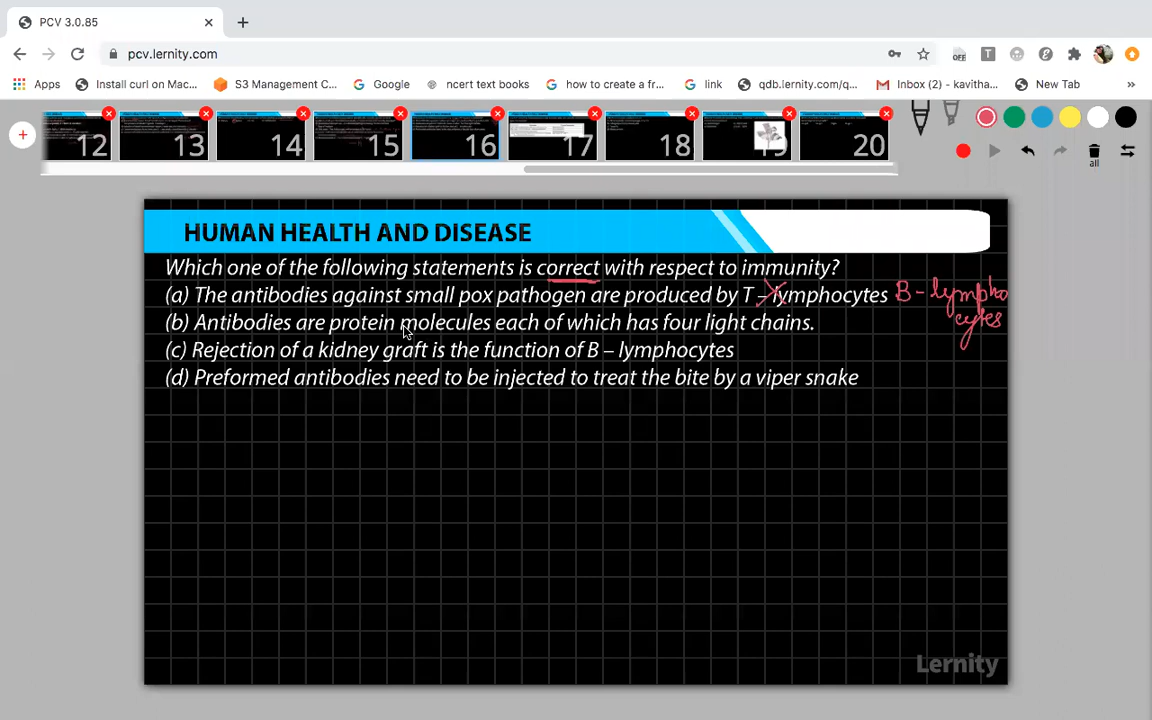 PCV 3.0.85
pcv.lernity.com
Apps Install curl on Mac... S3 Management C... Google ncert text books how to create a fr... link qdb.lernity.com/q... Inbox (2) - kavitha... New Tab »
12 13 14 15 16 17 18 19 20
all
HUMAN HEALTH AND DISEASE
Which one of the following statements is correct with respect to immunity?
(a) The antibodies against small pox pathogen are produced by T – lymphocytes B - lympho
cytes
(b) Antibodies are protein molecules each of which has four light chains.
(c) Rejection of a kidney graft is the function of B – lymphocytes
(d) Preformed antibodies need to be injected to treat the bite by a viper snake
Lernity